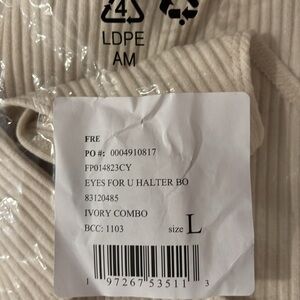 4
LDPE
AM
FRE
PO #: 0004910817
FP014823CY
EYES FOR U HALTER BO
83120485
IVORY COMBO
BCC: 1103
size L
1 97267 53511 3